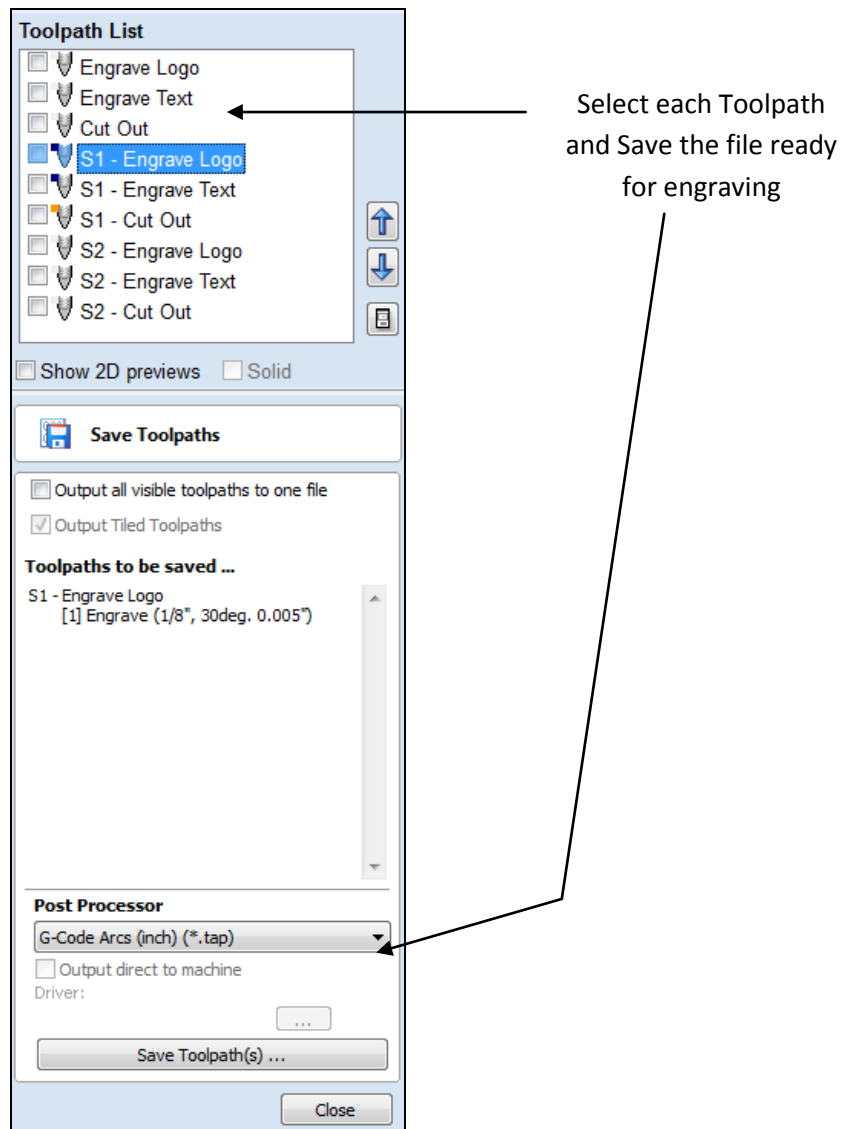 Toolpath List
Engrave Logo
Engrave Text
Cut Out
S1 - Engrave Logo
S1 - Engrave Text
S1 - Cut Out
S2 - Engrave Logo
S2 - Engrave Text
S2 - Cut Out
Show 2D previews Solid
Save Toolpaths
Output all visible toolpaths to one file
Output Tiled Toolpaths
Toolpaths to be saved ...
S1 - Engrave Logo
[1] Engrave (1/8", 30deg. 0.005")
Post Processor
G-Code Arcs (inch) (*.tap)
Output direct to machine
Driver:
...
Save Toolpath(s) ...
Close
Select each Toolpath
and Save the file ready
for engraving